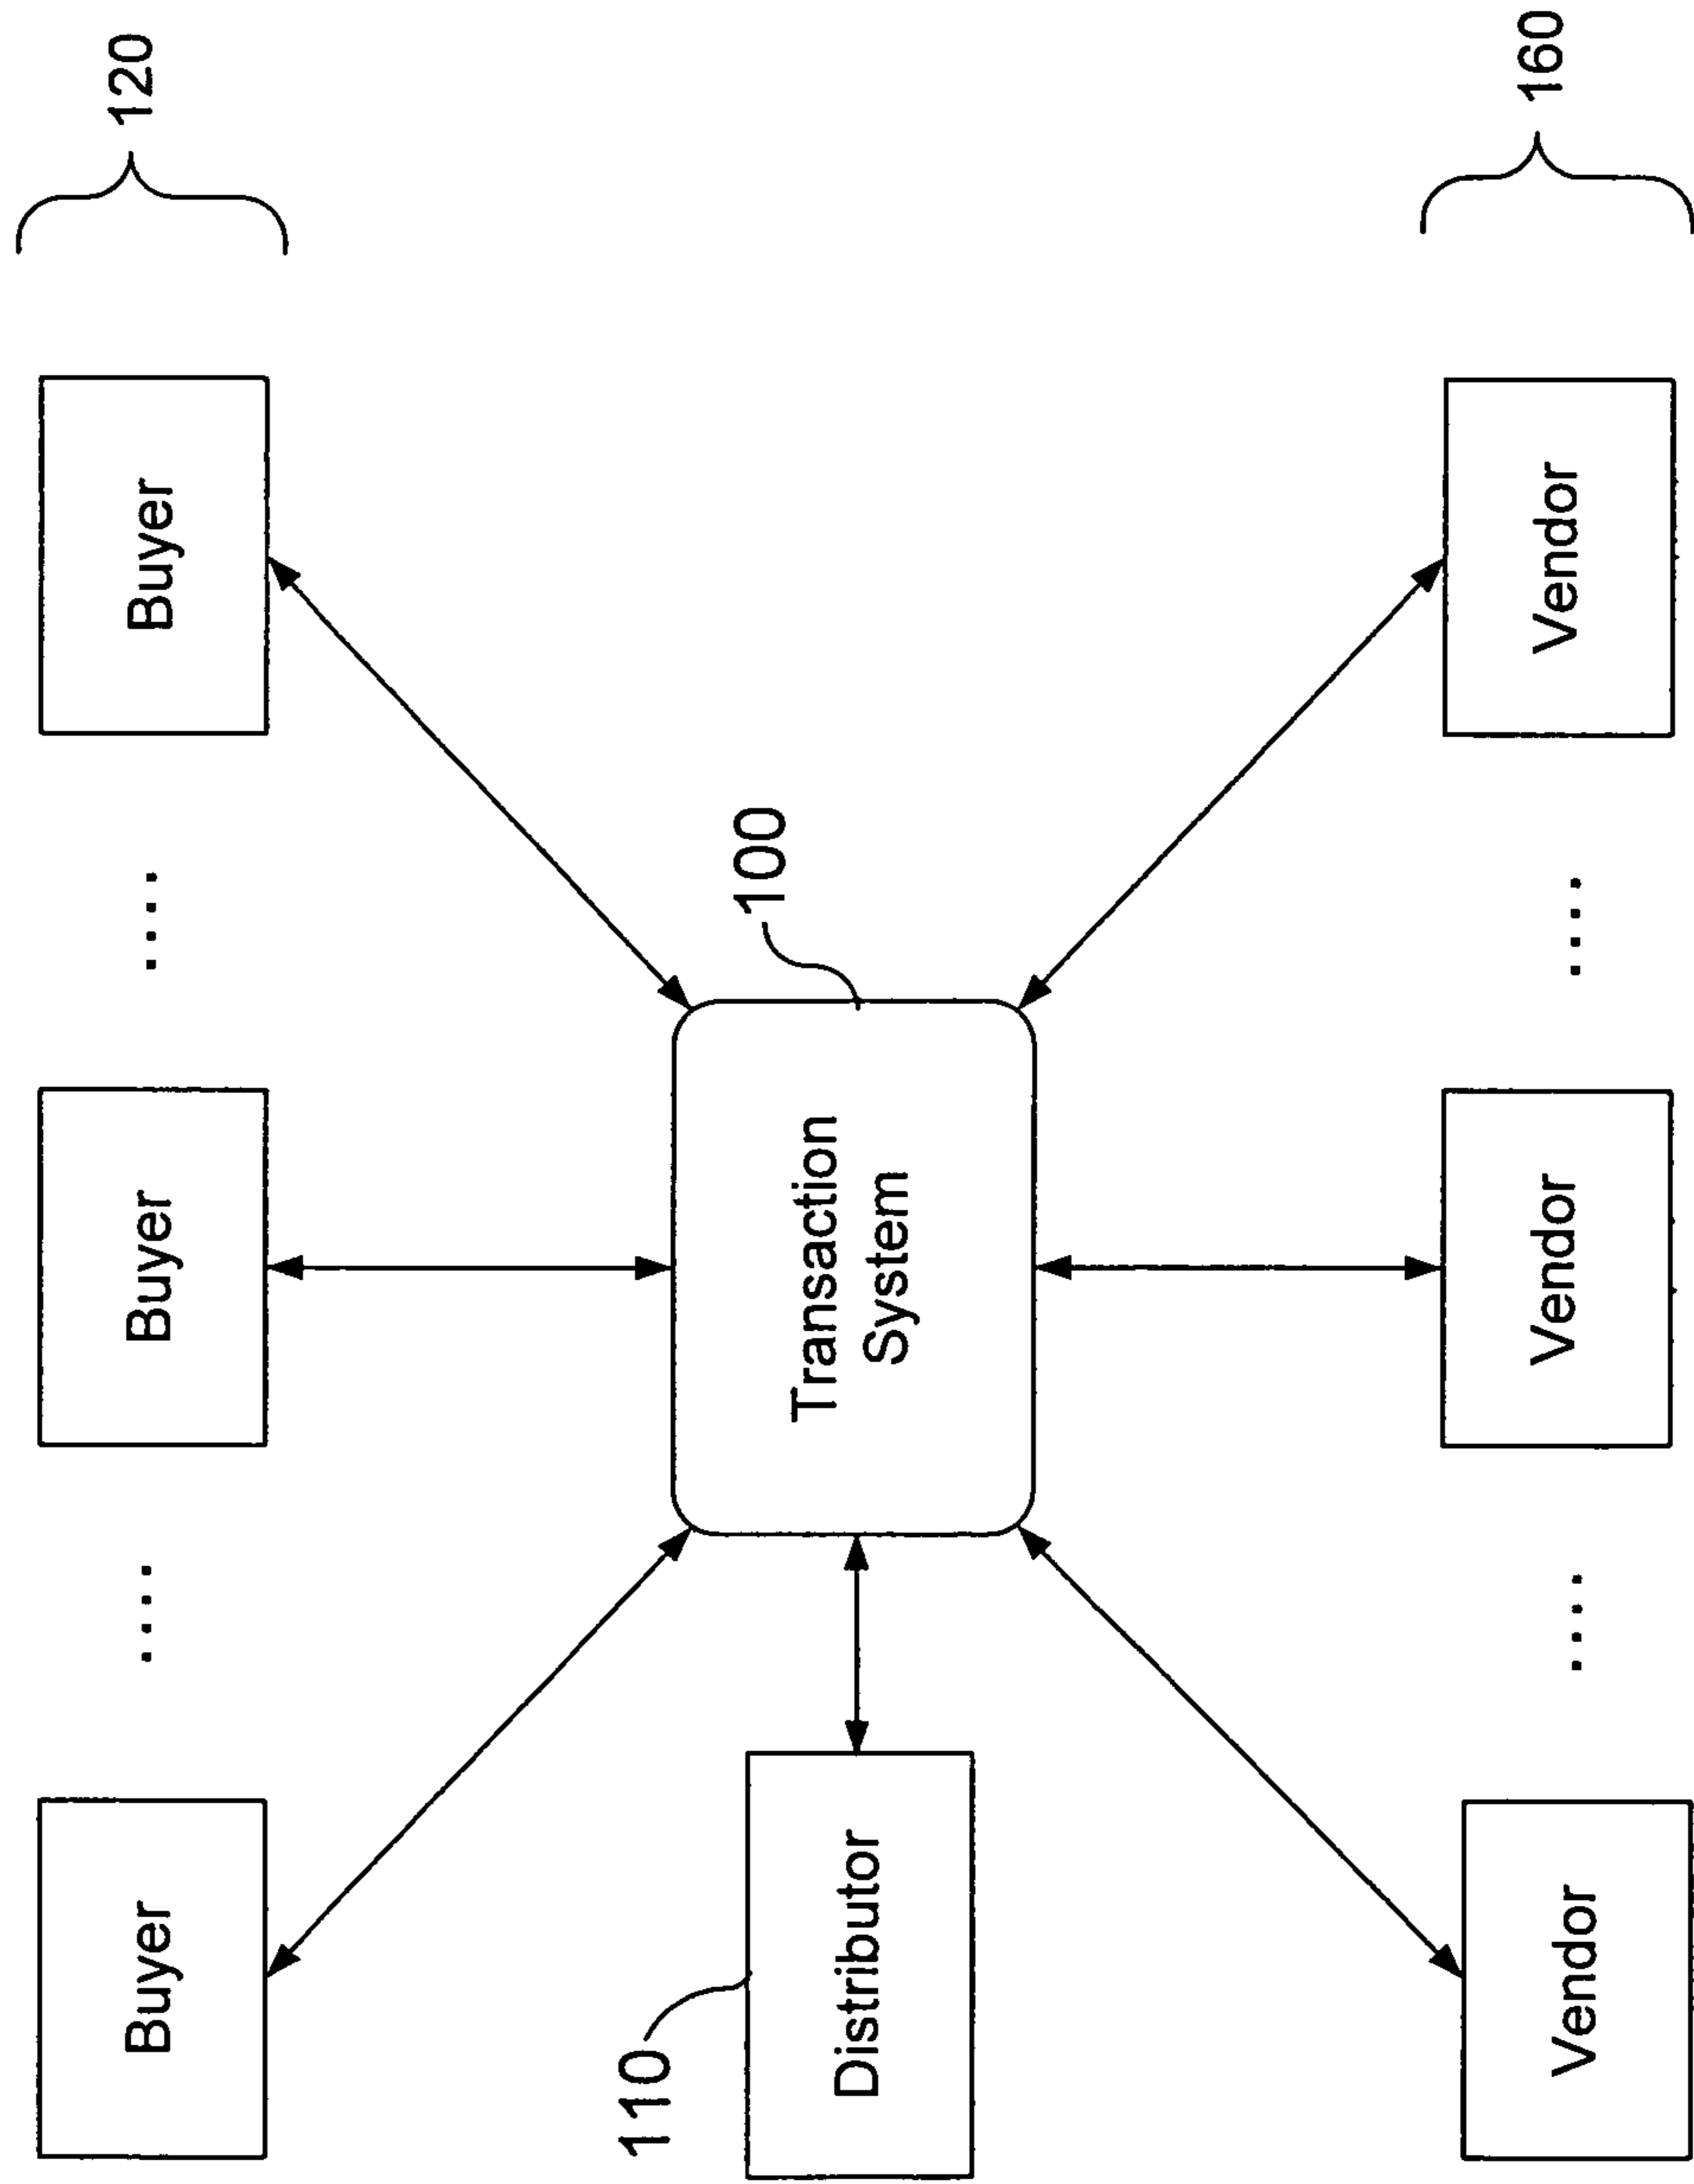 Buyer
....
Buyer
....
Buyer
120
110
Distributor
Transaction
System
100
Vendor
....
Vendor
....
Vendor
160